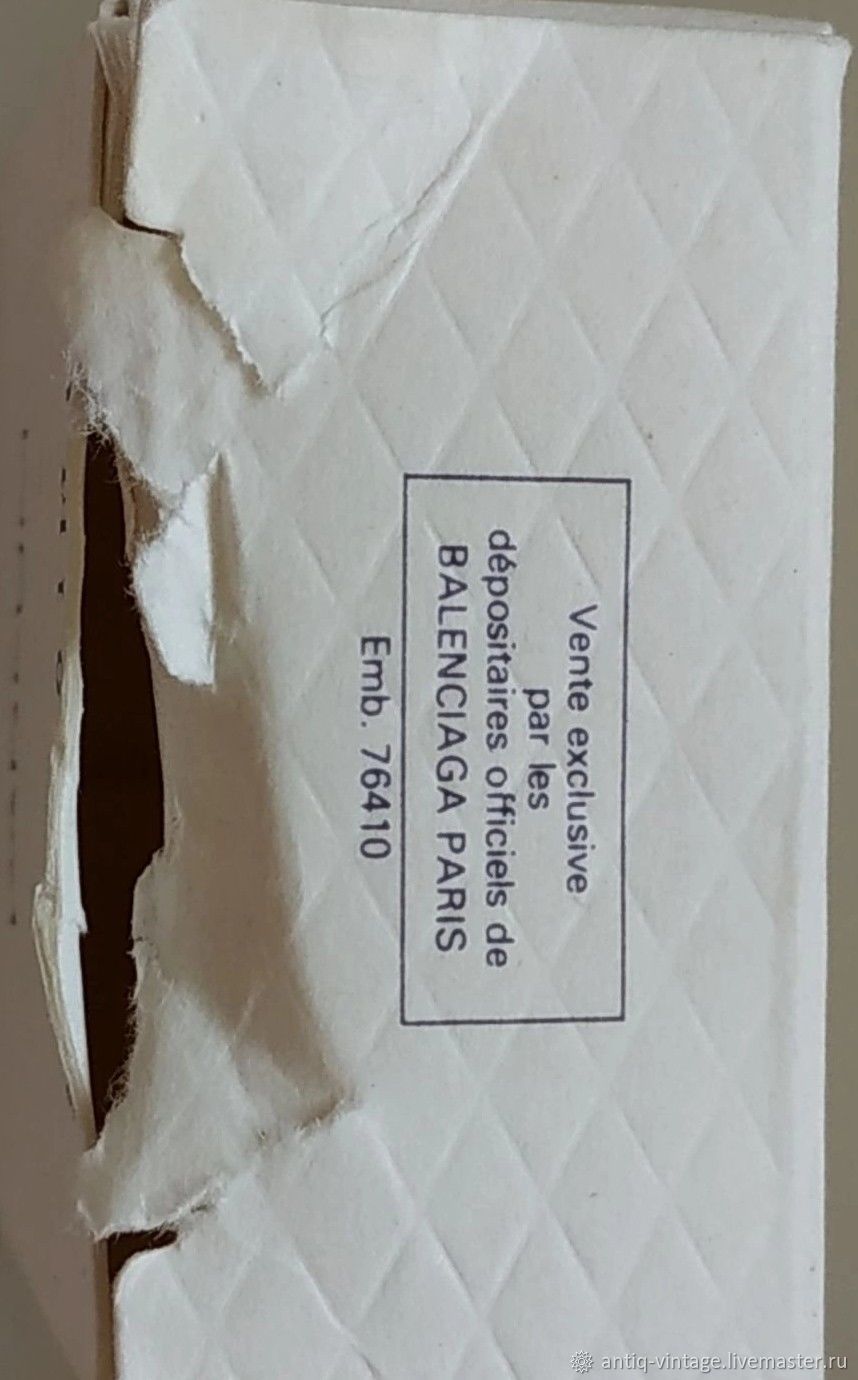 Vente exclusive
par les
dépositaires officiels de
BALENCIAGA PARIS
Emb. 76410
antiq-vintage.livemaster.ru